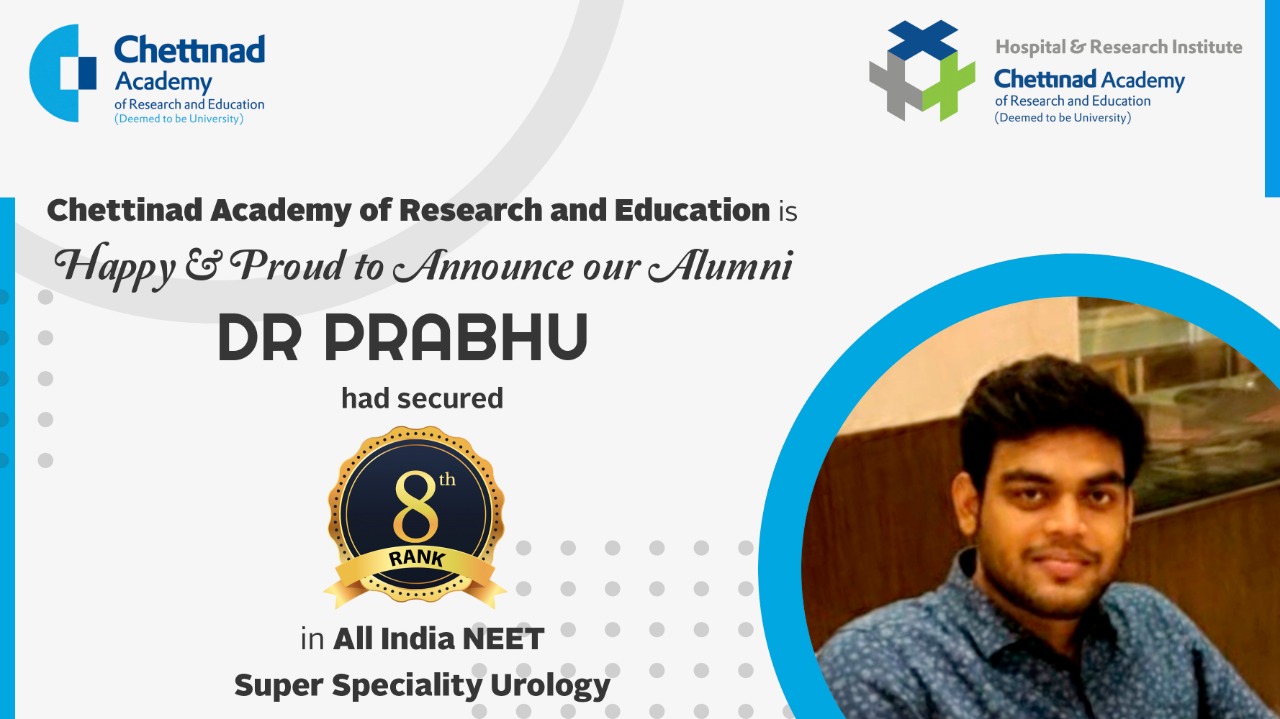 Chettinad
Academy
of Research and Education
(Deemed to be University)
Hospital & Research Institute
Chettinad Academy
of Research and Education
(Deemed to be University)
Chettinad Academy of Research and Education is
Happy & Proud to Announce our Alumni
DR PRABHU
had secured
8th
RANK
in All India NEET
Super Speciality Urology